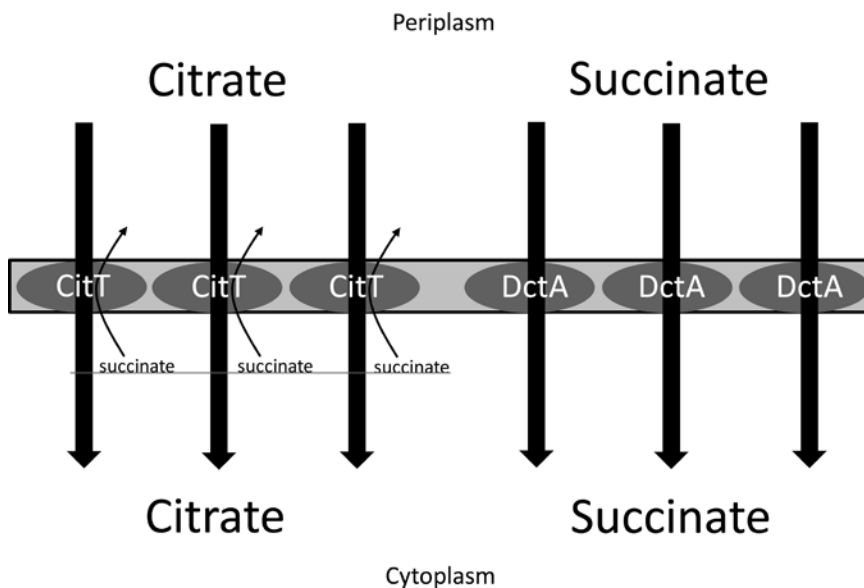 Periplasm
Citrate Succinate
CitT CitT CitT DctA DctA DctA
succinate succinate succinate
Citrate Succinate
Cytoplasm